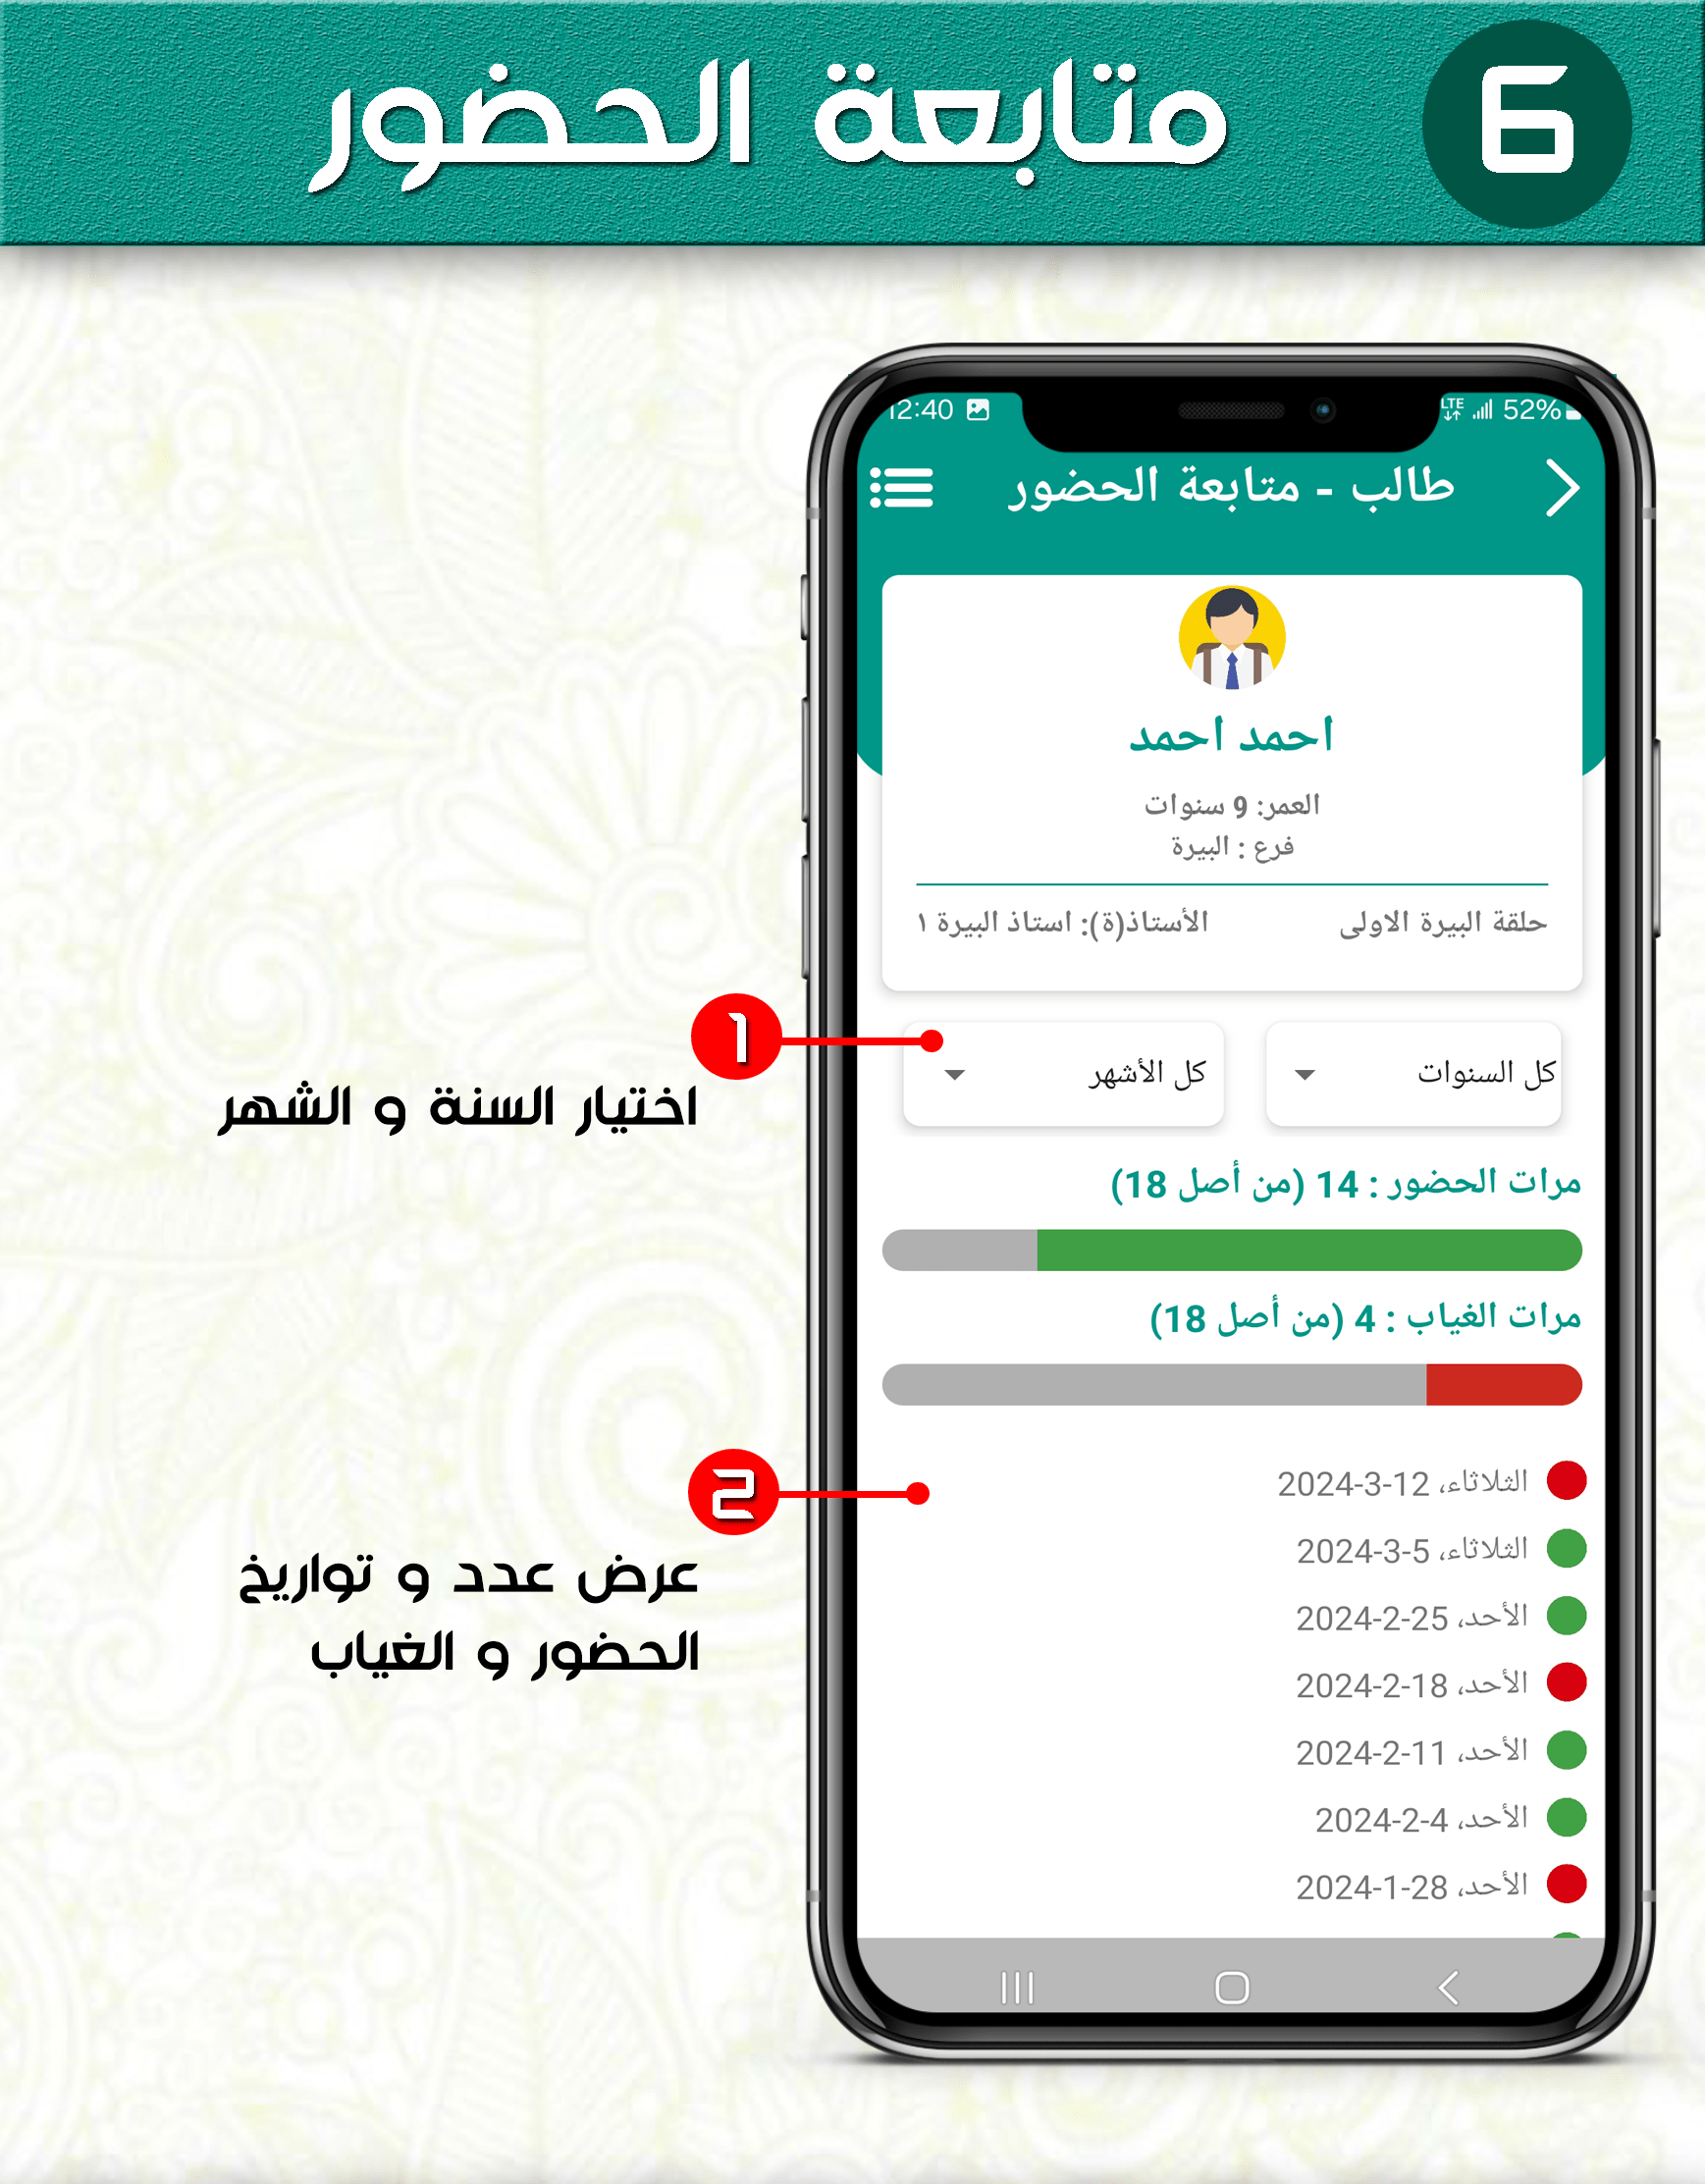 6
متابعة الحضور
12:40
LTE 52%
طالب - متابعة الحضور
احمد احمد
العمر: 9 سنوات
فرع : البيرة
حلقة البيرة الاولى
الأستاذ(ة): استاذ البيرة ١
كل السنوات
كل الأشهر
1
اختيار السنة و الشهر
مرات الحضور : 14 (من أصل 18)
مرات الغياب : 4 (من أصل 18)
2
عرض عدد و تواريخ
الحضور و الغياب
الثلاثاء، 12-3-2024
الثلاثاء، 5-3-2024
الأحد، 25-2-2024
الأحد، 18-2-2024
الأحد، 11-2-2024
الأحد، 4-2-2024
الأحد، 28-1-2024